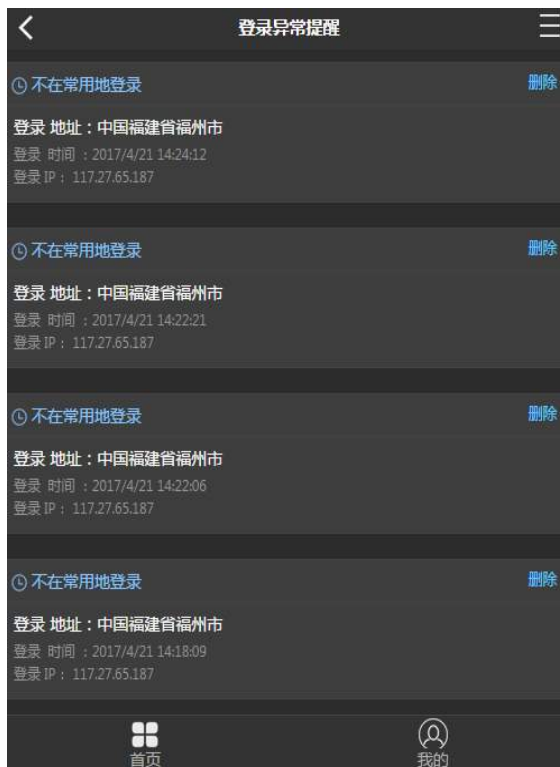 登录异常提醒
不在常用地登录 删除
登录 地址：中国福建省福州市
登录 时间 ：2017/4/21 14:24:12
登录 IP： 117.27.65.187
不在常用地登录 删除
登录 地址：中国福建省福州市
登录 时间 ：2017/4/21 14:22:21
登录 IP： 117.27.65.187
不在常用地登录 删除
登录 地址：中国福建省福州市
登录 时间 ：2017/4/21 14:22:06
登录 IP： 117.27.65.187
不在常用地登录 删除
登录 地址：中国福建省福州市
登录 时间 ：2017/4/21 14:18:09
登录 IP： 117.27.65.187
首页 我的